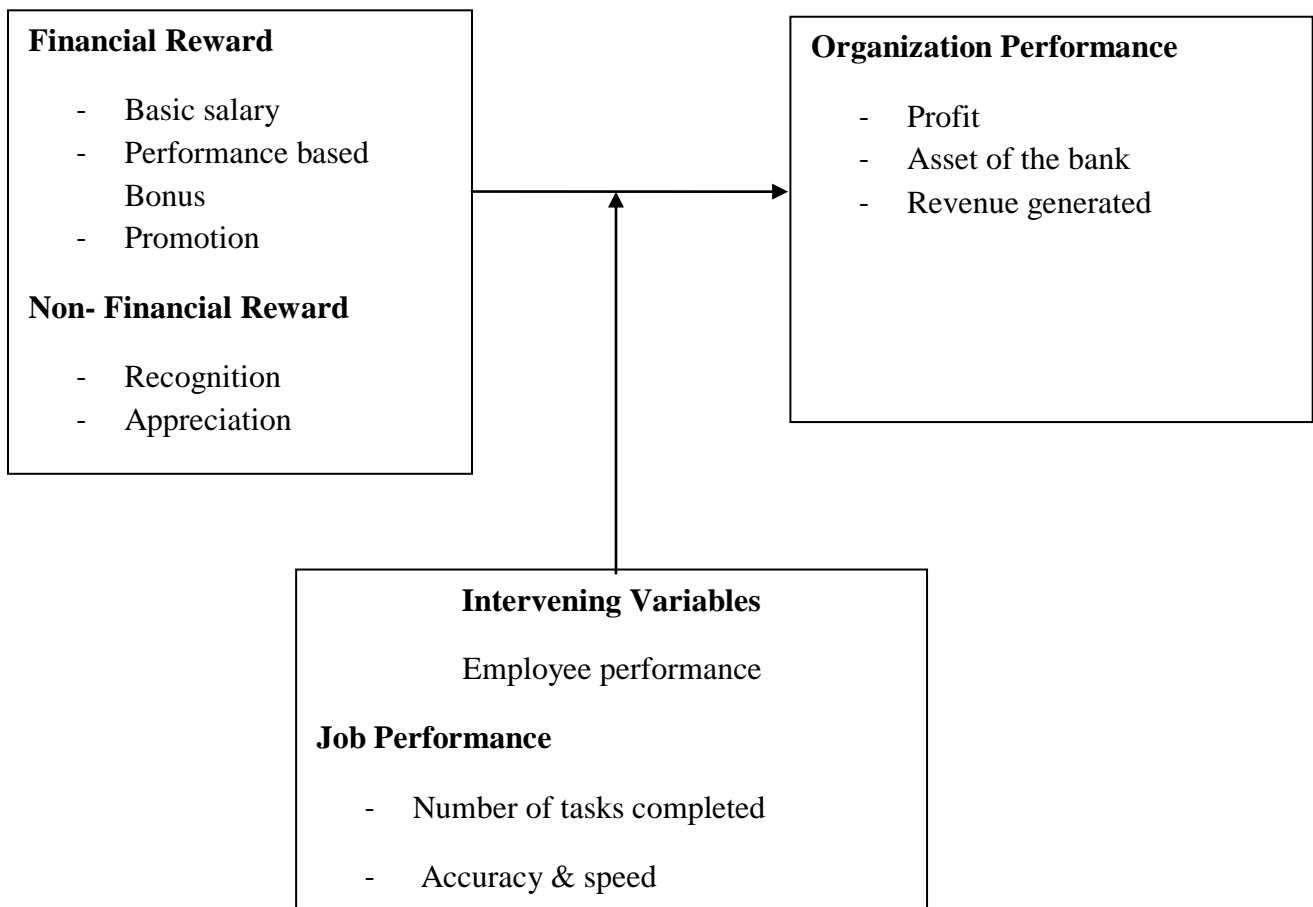 Financial Reward
- Basic salary
- Performance based
Bonus
- Promotion
Non- Financial Reward
- Recognition
- Appreciation
Organization Performance
- Profit
- Asset of the bank
- Revenue generated
Intervening Variables
Employee performance
Job Performance
- Number of tasks completed
- Accuracy & speed